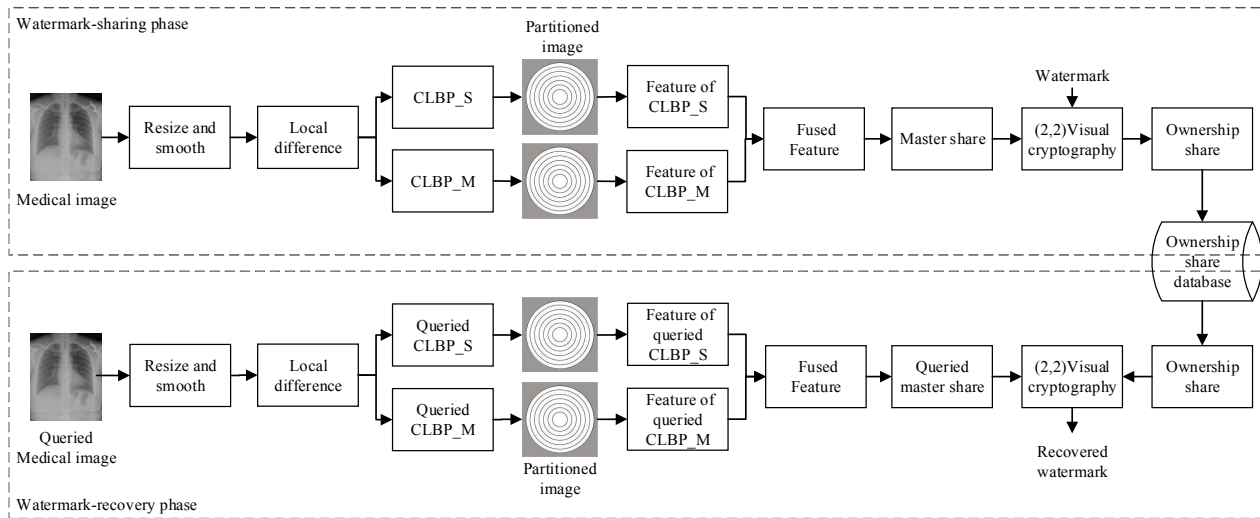 Watermark-sharing phase
Medical image
Resize and
smooth
Local
difference
CLBP_S
CLBP_M
Partitioned
image
Feature of
CLBP_S
Feature of
CLBP_M
Fused
Feature
Master share
Watermark
(2,2)Visual
cryptography
Ownership
share
Ownership
share
database
Queried
Medical image
Resize and
smooth
Local
difference
Queried
CLBP_S
Queried
CLBP_M
Partitioned
image
Feature of
queried
CLBP_S
Feature of
queried
CLBP_M
Fused
Feature
Queried
master share
(2,2)Visual
cryptography
Ownership
share
Recovered
watermark
Watermark-recovery phase